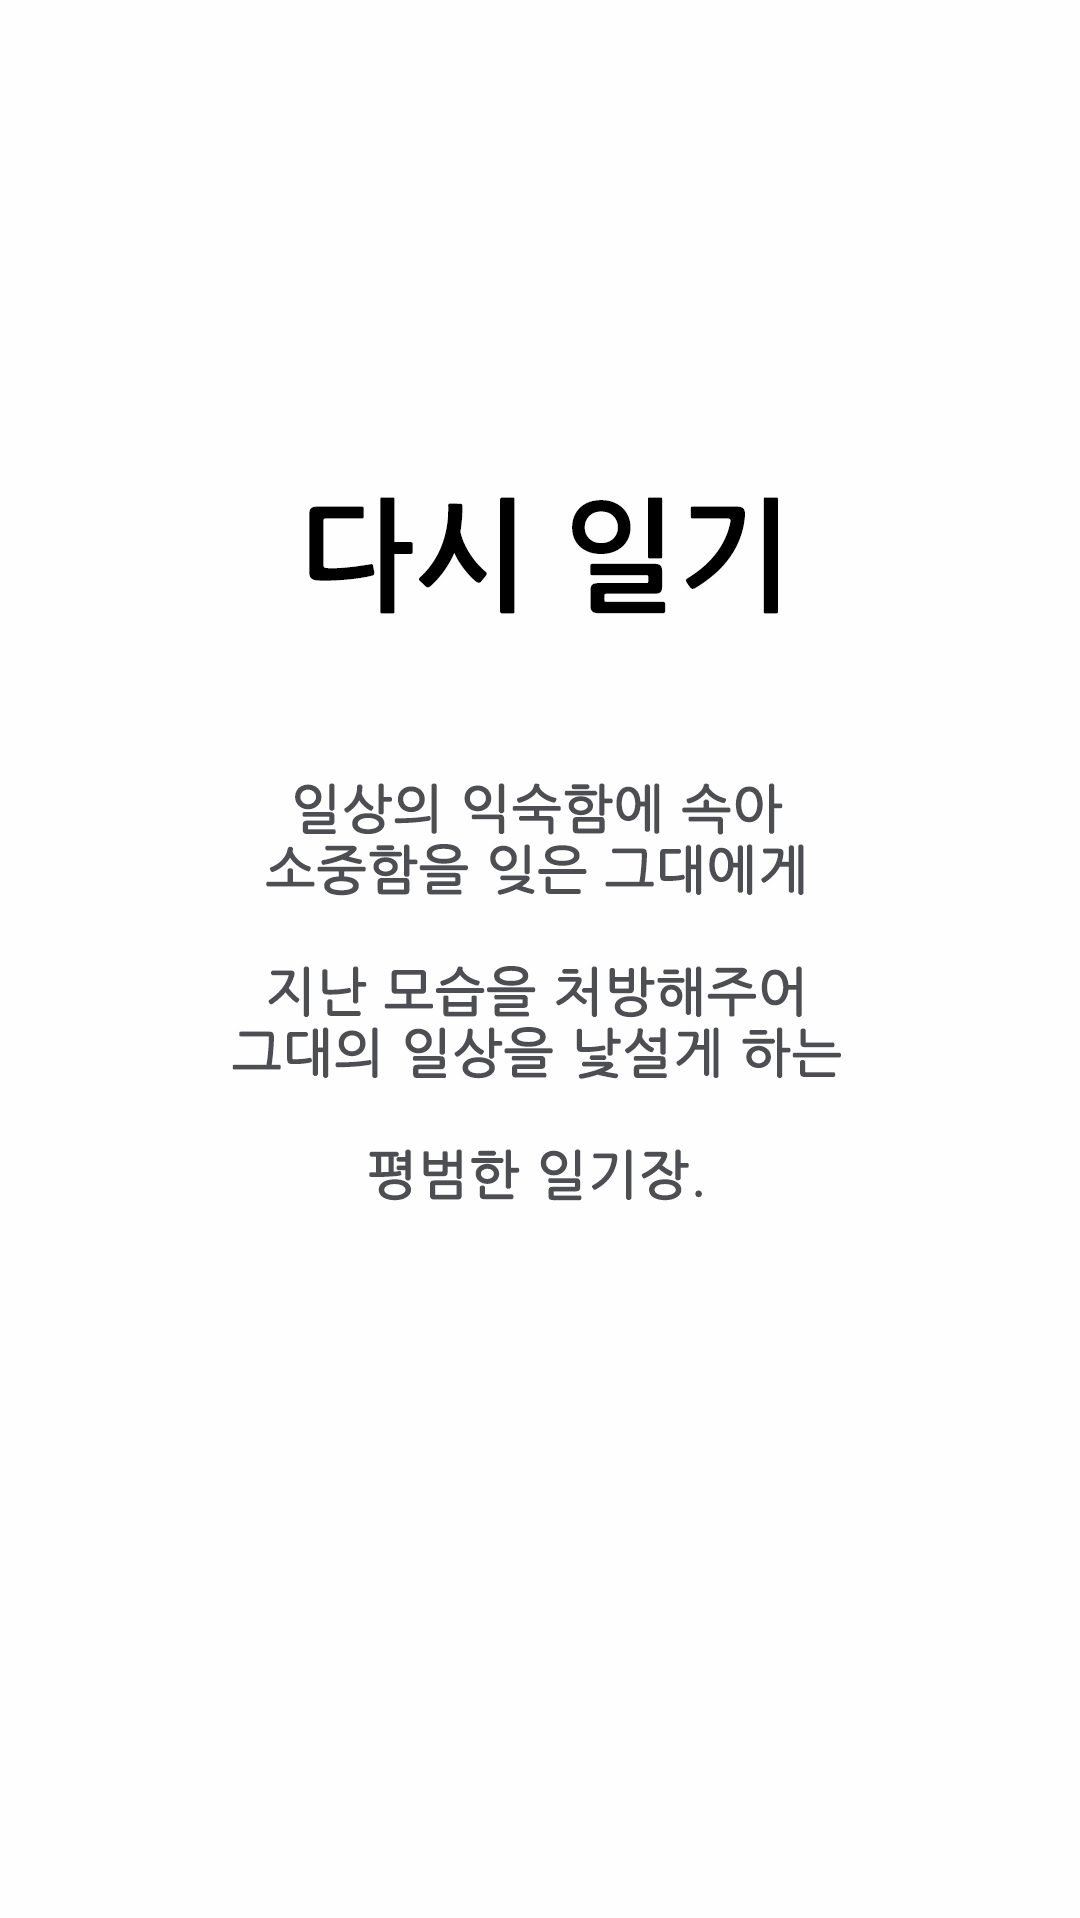 다시 일기
일상의 익숙함에 속아
소중함을 잊은 그대에게
지난 모습을 처방해주어
그대의 일상을 낯설게 하는
평범한 일기장.